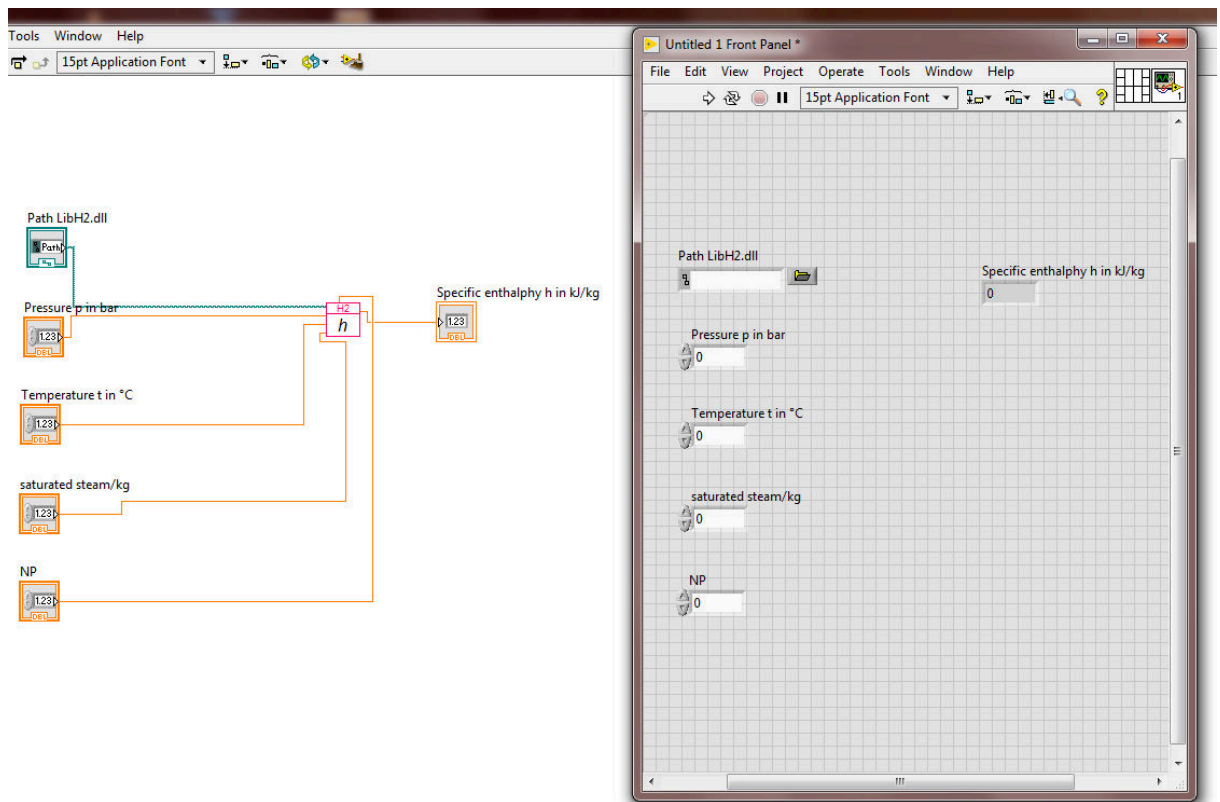 Tools Window Help
15pt Application Font
Path LibH2.dll
Path
Pressure p in bar
1.23
DBL
H2
h
Specific enthalphy h in kJ/kg
1.23
DBL
Temperature t in °C
1.23
DBL
saturated steam/kg
1.23
DBL
NP
1.23
DBL
Untitled 1 Front Panel *
File Edit View Project Operate Tools Window Help
15pt Application Font
1
Path LibH2.dll
Specific enthalphy h in kJ/kg
0
Pressure p in bar
0
Temperature t in °C
0
saturated steam/kg
0
NP
0